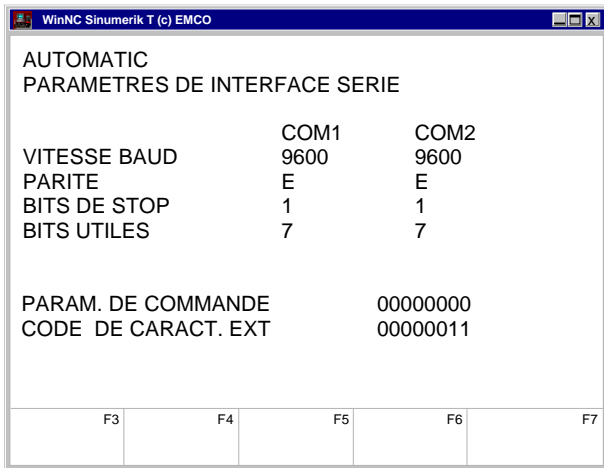 WinNC Sinumerik T (c) EMCO
AUTOMATIC
PARAMETRES DE INTERFACE SERIE
COM1 COM2
VITESSE BAUD 9600 9600
PARITE E E
BITS DE STOP 1 1
BITS UTILES 7 7
PARAM. DE COMMANDE 00000000
CODE DE CARACT. EXT 00000011
F3 F4 F5 F6 F7